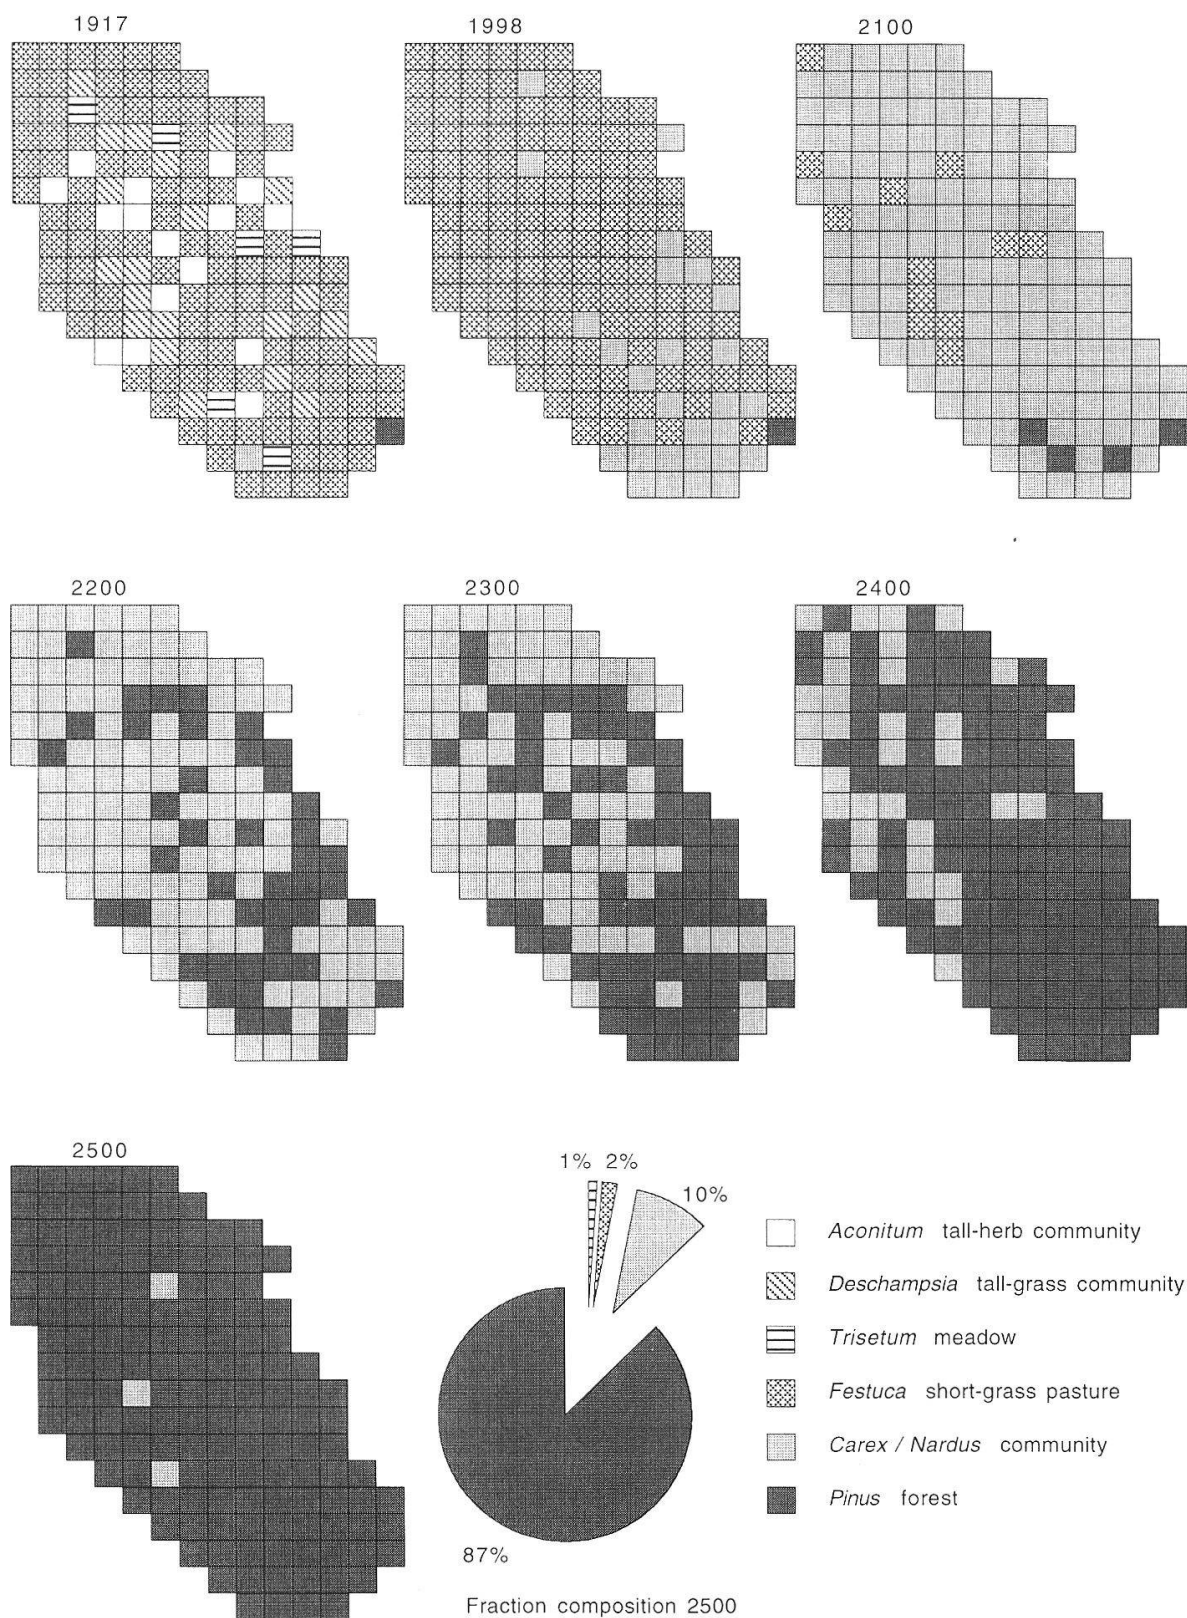 1917
1998
2100
2200
2300
2400
2500
1%
2%
10%
87%
Fraction composition 2500
Aconitum tall-herb community
Deschampsia tall-grass community
Trisetum meadow
Festuca short-grass pasture
Carex / Nardus community
Pinus forest